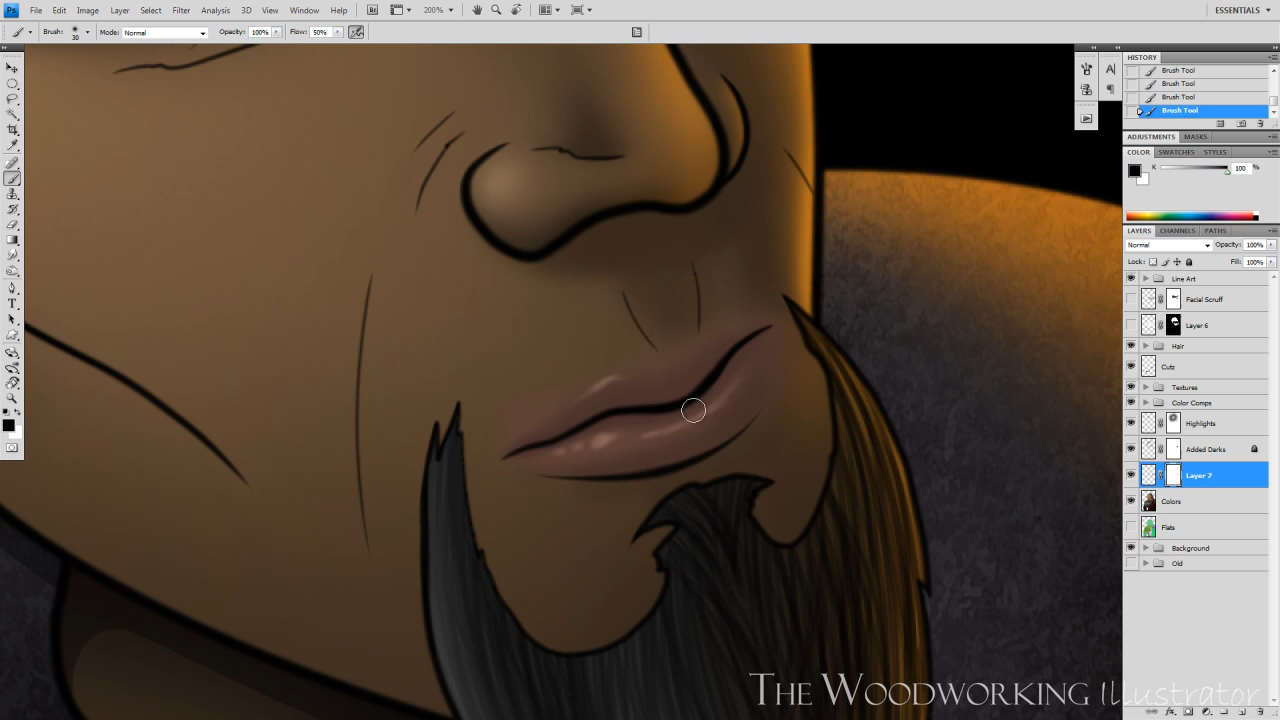 Ps File Edit Image Layer Select Filter Analysis 3D View Window Help Br 200% ESSENTIALS
Brush: 30 Mode: Normal Opacity: 100% Flow: 50%
HISTORY
Brush Tool
Brush Tool
Brush Tool
Brush Tool
ADJUSTMENTS MASKS
COLOR SWATCHES STYLES
K 100 %
LAYERS CHANNELS PATHS
Normal Opacity: 100%
Lock: Fill: 100%
Line Art
Facial Scruff
Layer 6
Hair
Cutz
Textures
Color Comps
Highlights
Added Darks
Layer 7
Colors
Flats
Background
Old
THE WOODWORKING Illustrator